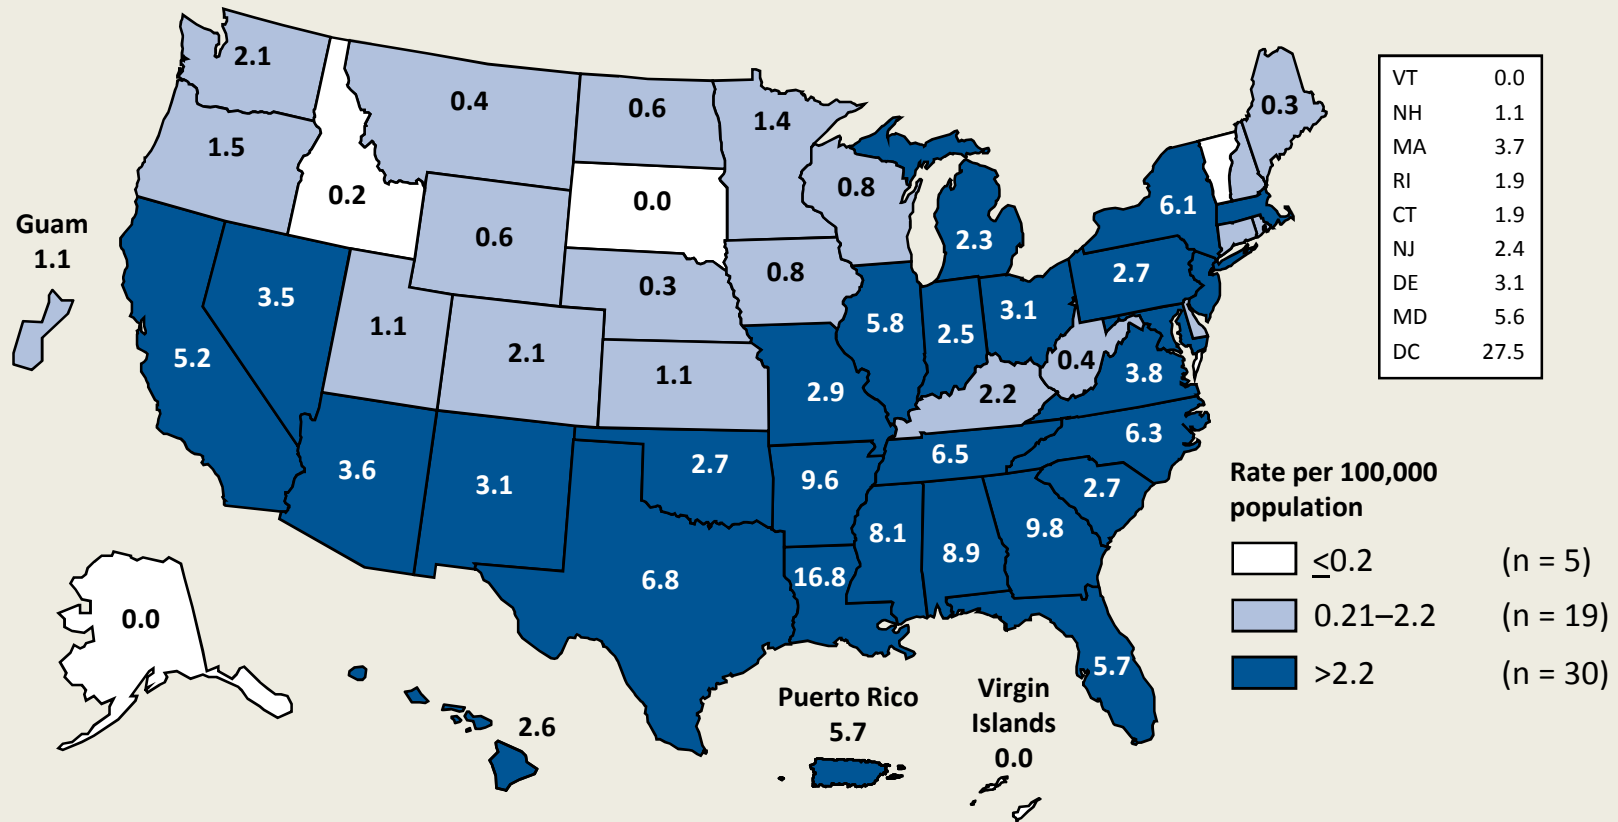 2.1
0.4
0.6
1.4
0.3
1.5
0.2
0.0
0.8
6.1
Guam
1.1
0.6
2.3
0.3
0.8
2.7
3.5
1.1
2.1
5.8
2.5
3.1
5.2
1.1
2.9
2.2
0.4
3.8
3.6
3.1
2.7
9.6
6.5
6.3
2.7
8.1
8.9
9.8
6.8
16.8
5.7
0.0
2.6
Puerto Rico
5.7
Virgin
Islands
0.0
VT 0.0
NH 1.1
MA 3.7
RI 1.9
CT 1.9
NJ 2.4
DE 3.1
MD 5.6
DC 27.5
Rate per 100,000
population
≤0.2 (n = 5)
0.21–2.2 (n = 19)
>2.2 (n = 30)